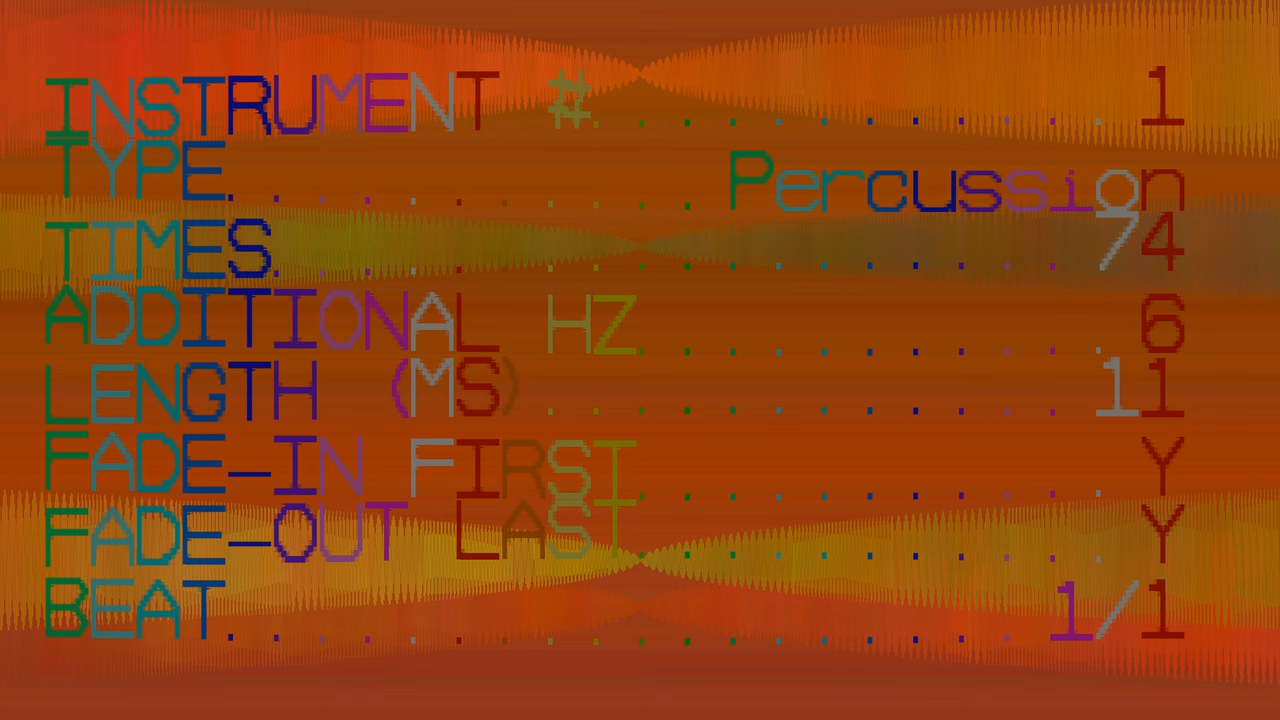 INSTRUMENT #. . . . . . . . . . . . 1
TYPE. . . . . . . . . . . Percussion
TIMES. . . . . . . . . . . . . . . . . . 74
ADDITIONAL HZ. . . . . . . . . . . 6
LENGTH (MS) . . . . . . . . . . . . 11
FADE-IN FIRST. . . . . . . . . . . Y
FADE-OUT LAST. . . . . . . . . . . Y
BEAT. . . . . . . . . . . . . . . . . . 1/1